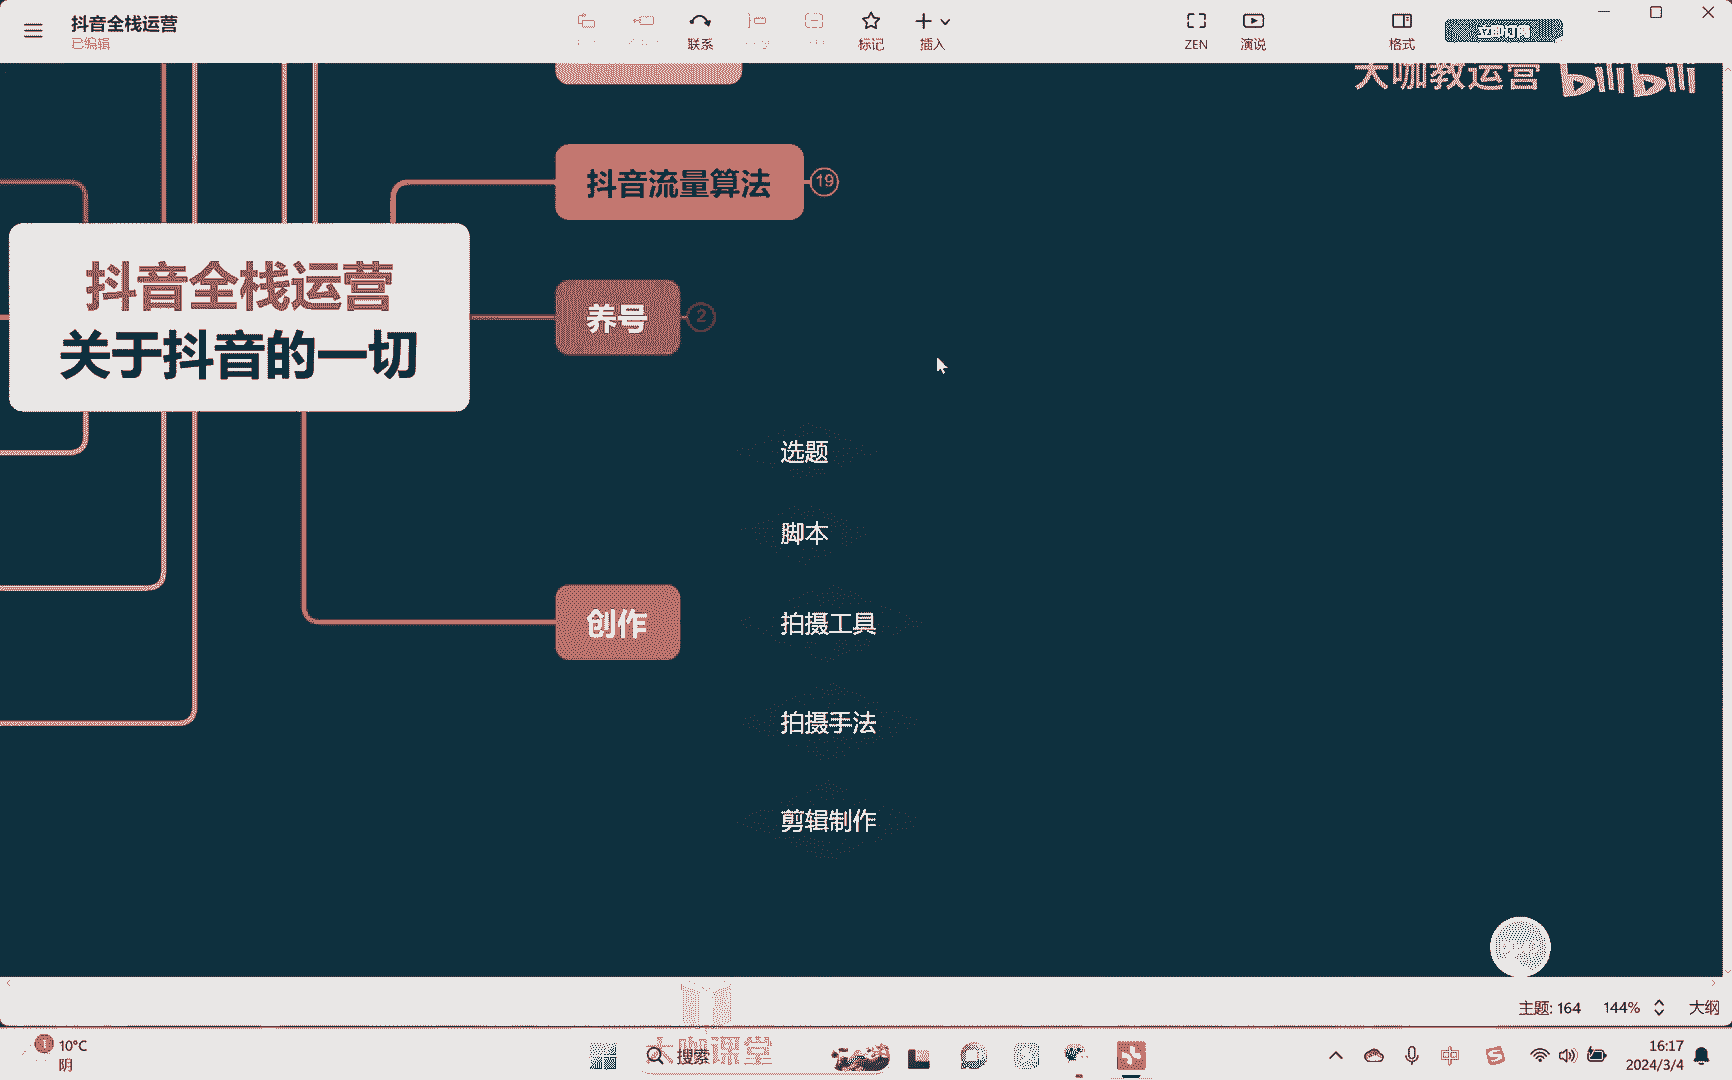 抖音全栈运营
已编辑
联系
标记
插入
ZEN
演说
格式
立即订阅
大咖教运营 bilibili
抖音流量算法 19
抖音全栈运营
关于抖音的一切
养号 2
选题
脚本
拍摄工具
创作
拍摄手法
剪辑制作
主题: 164 144% 大纲
1 10°C
阴
搜索
大咖课堂
中
16:17
2024/3/4